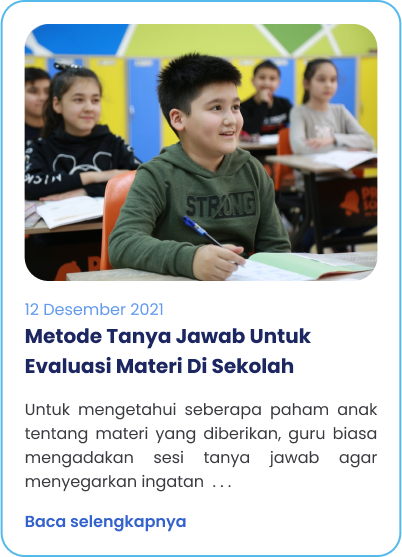 STRONG
12 Desember 2021
Metode Tanya Jawab Untuk
Evaluasi Materi Di Sekolah
Untuk mengetahui seberapa paham anak
tentang materi yang diberikan, guru biasa
mengadakan sesi tanya jawab agar
menyegarkan ingatan . . .
Baca selengkapnya